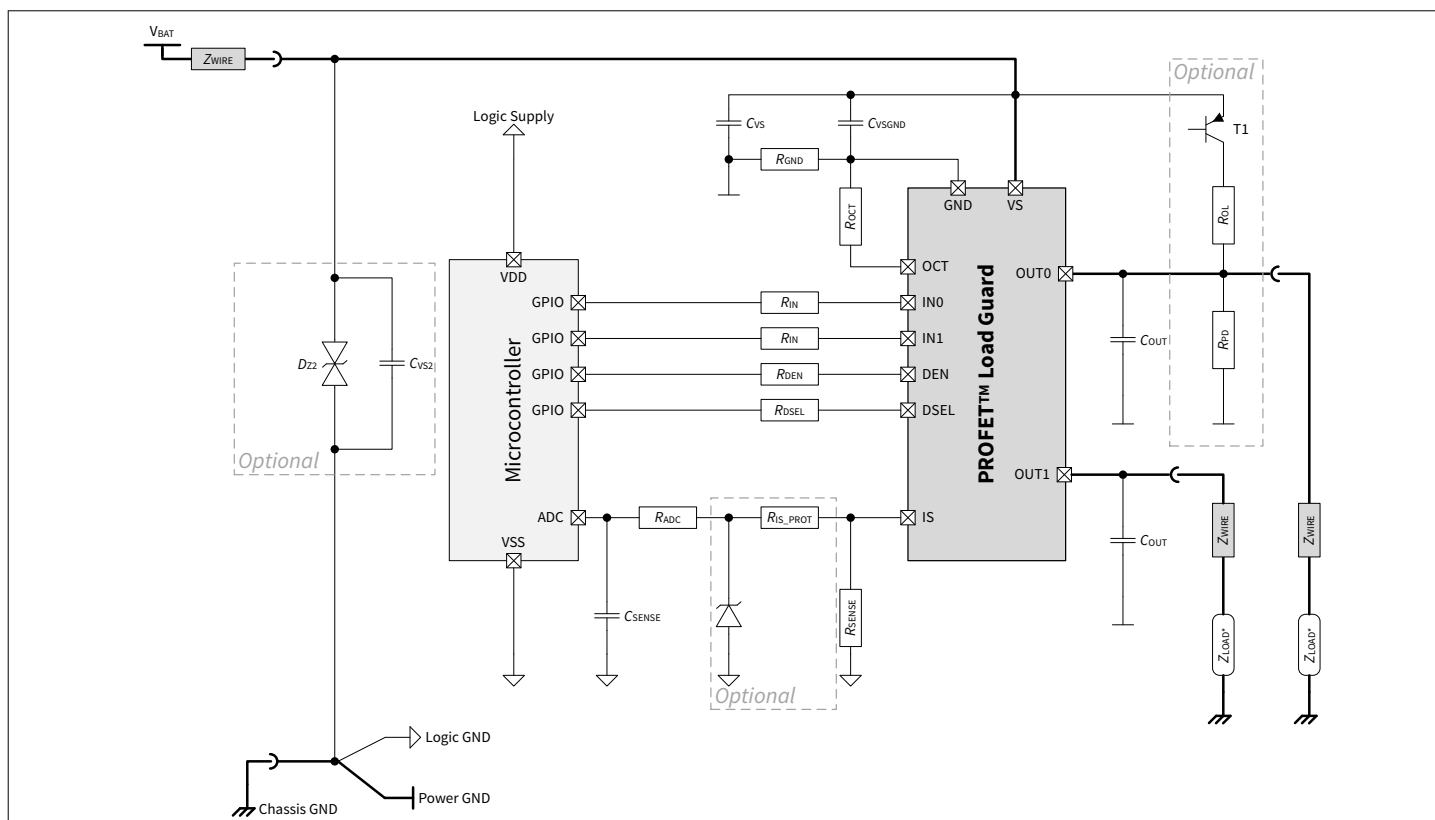 VBAT
ZWIRE
Optional
Logic Supply
CVS
CVSGND
T1
RGND
ROCT
GND
VS
ROL
VDD
OCT
OUT0
GPIO
RIN
IN0
GPIO
RIN
IN1
GPIO
RDEN
DEN
GPIO
RDSEL
DSEL
DZ2
CVS2
Optional
Microcontroller
PROFET™ Load Guard
COUT
RPD
OUT1
ADC
RADC
RIS_PROT
IS
VSS
COUT
ZWIRE
ZWIRE
CSENSE
RSENSE
ZLOAD*
ZLOAD*
Optional
Logic GND
Power GND
Chassis GND